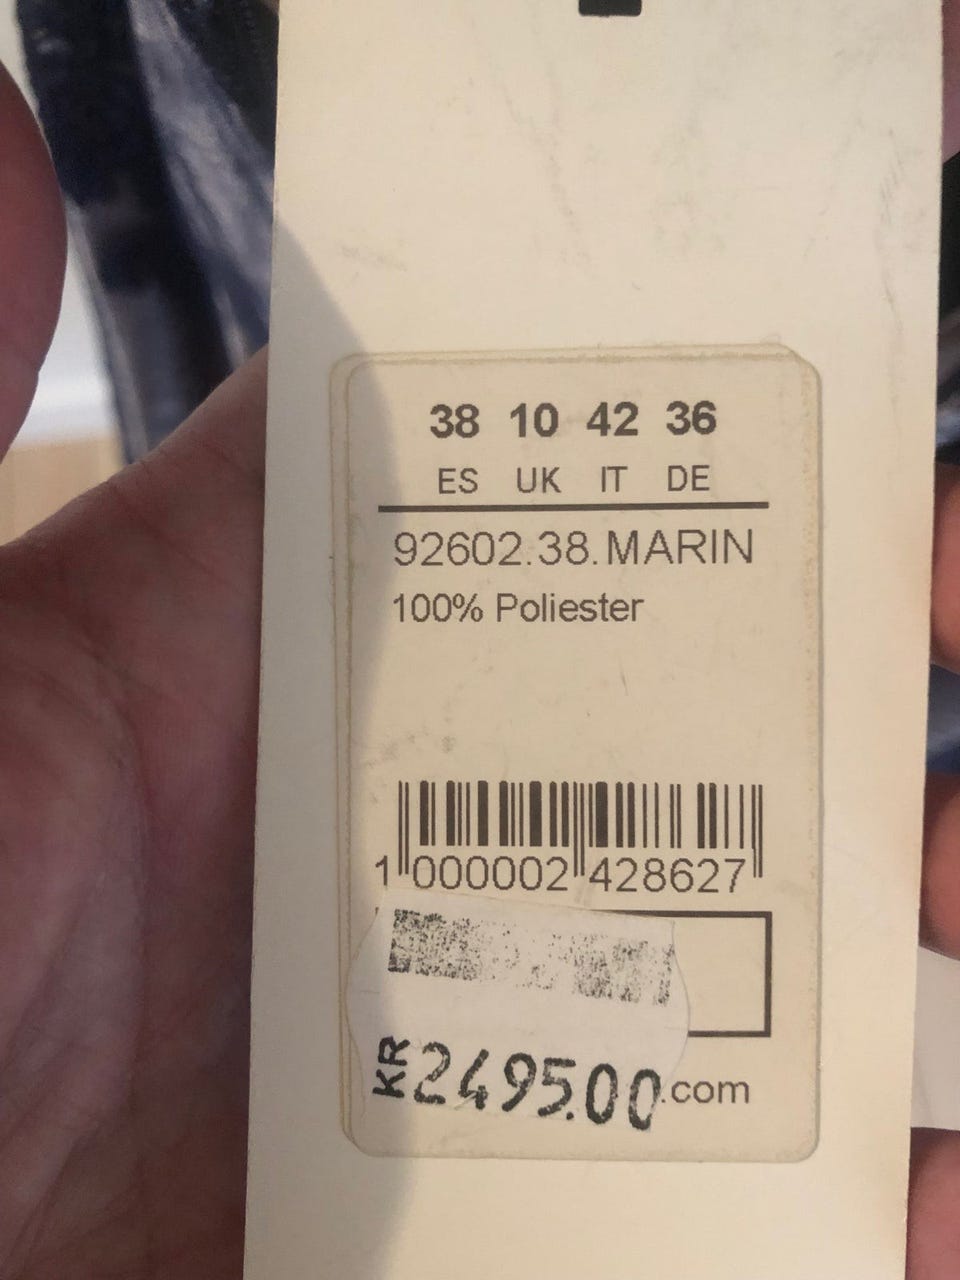 38 10 42 36
ES UK IT DE
92602.38.MARIN
100% Poliester
1 000002 428627
KR 2495.00
.com